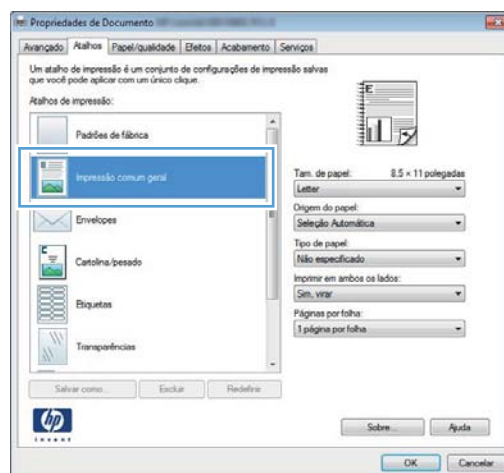 Propriedades de Documento
Avançado Atalhos Papel/qualidade Efeitos Acabamento Serviços
Um atalho de impressão é um conjunto de configurações de impressão salvas
que você pode aplicar com um único clique.
Atalhos de impressão:
Padrões de fábrica
Impressão comum geral
Envelopes
Cartolina/pesado
Etiquetas
Transparências
Tam. de papel: 8.5 × 11 polegadas
Letter
Origem do papel:
Seleção Automática
Tipo de papel:
Não especificado
Imprimir em ambos os lados:
Sim, virar
Páginas por folha:
1 página por folha
Salvar como... Excluir Redefinir
hp
invent
Sobre... Ajuda
OK Cancelar